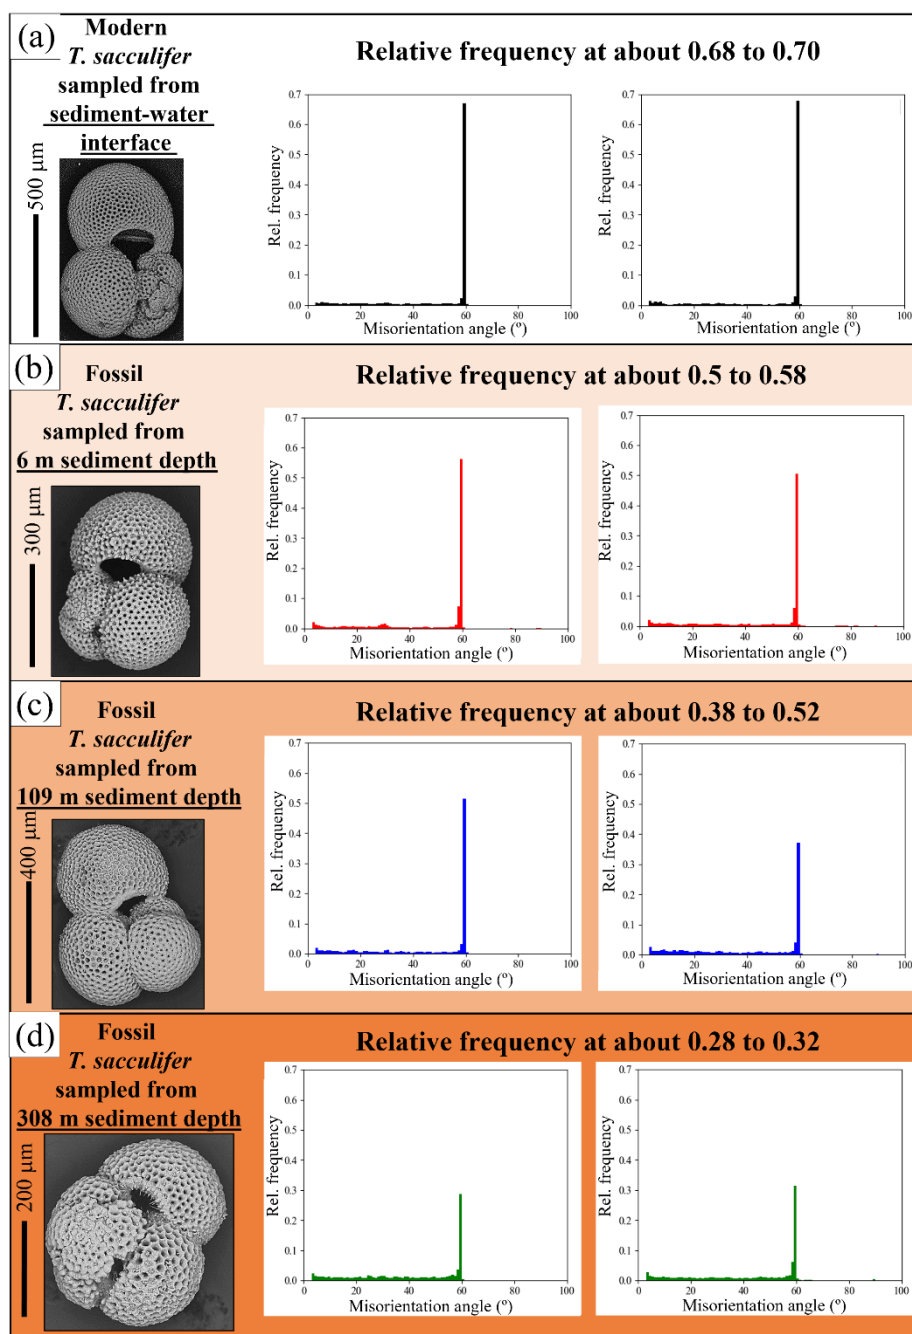 (a)
Modern
T. sacculifer
sampled from
sediment-water
interface
500 µm
Relative frequency at about 0.68 to 0.70
Rel. frequency
0.7
0.6
0.5
0.4
0.3
0.2
0.1
0.0
0 20 40 60 80 100
Misorientation angle (º)
Rel. frequency
0.7
0.6
0.5
0.4
0.3
0.2
0.1
0.0
0 20 40 60 80 100
Misorientation angle (º)
(b)
Fossil
T. sacculifer
sampled from
6 m sediment depth
300 µm
Relative frequency at about 0.5 to 0.58
Rel. frequency
0.7
0.6
0.5
0.4
0.3
0.2
0.1
0.0
0 20 40 60 80 100
Misorientation angle (º)
Rel. frequency
0.7
0.6
0.5
0.4
0.3
0.2
0.1
0.0
0 20 40 60 80 100
Misorientation angle (º)
(c)
Fossil
T. sacculifer
sampled from
109 m sediment depth
400 µm
Relative frequency at about 0.38 to 0.52
Rel. frequency
0.7
0.6
0.5
0.4
0.3
0.2
0.1
0.0
0 20 40 60 80 100
Misorientation angle (º)
Rel. frequency
0.7
0.6
0.5
0.4
0.3
0.2
0.1
0.0
0 20 40 60 80 100
Misorientation angle (º)
(d)
Fossil
T. sacculifer
sampled from
308 m sediment depth
200 µm
Relative frequency at about 0.28 to 0.32
Rel. frequency
0.7
0.6
0.5
0.4
0.3
0.2
0.1
0.0
0 20 40 60 80 100
Misorientation angle (º)
Rel. frequency
0.7
0.6
0.5
0.4
0.3
0.2
0.1
0.0
0 20 40 60 80 100
Misorientation angle (º)